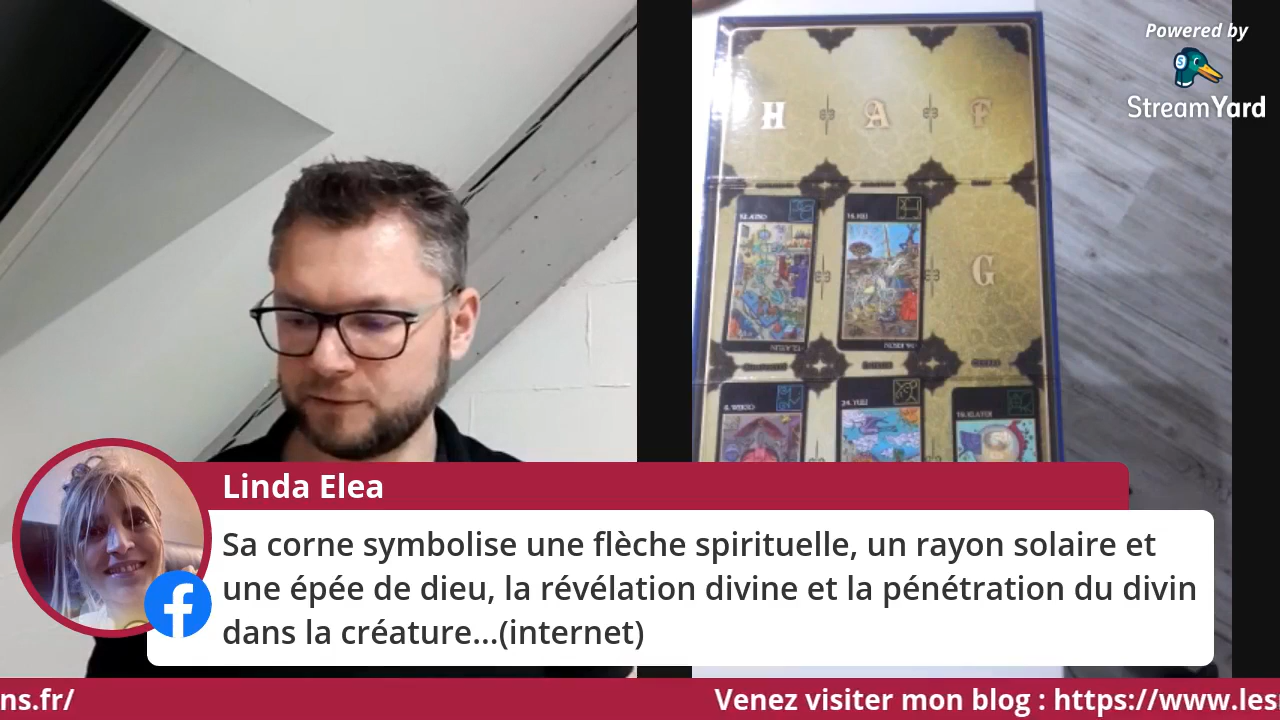 Powered by
StreamYard
H A F
G
Linda Elea
Sa corne symbolise une flèche spirituelle, un rayon solaire et
une épée de dieu, la révélation divine et la pénétration du divin
dans la créature...(internet)
ns.fr/
Venez visiter mon blog : https://www.les